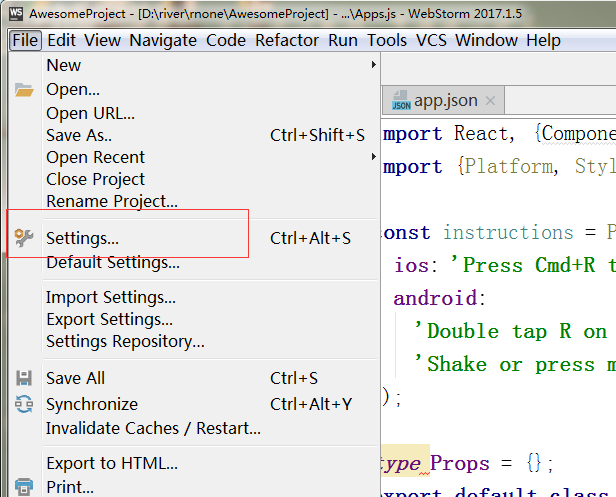 WS AwesomeProject - [D:\river\rnone\AwesomeProject] - ...\Apps.js - WebStorm 2017.1.5
File Edit View Navigate Code Refactor Run Tools VCS Window Help
New
Open...
Open URL...
Save As.. Ctrl+Shift+S
Open Recent
Close Project
Rename Project...
Settings... Ctrl+Alt+S
Default Settings...
Import Settings...
Export Settings...
Settings Repository...
Save All Ctrl+S
Synchronize Ctrl+Alt+Y
Invalidate Caches / Restart...
Export to HTML...
Print...
JSON app.json
mport React, {Compone
mport {Platform, Styl
onst instructions = P
ios: 'Press Cmd+R t
android:
'Double tap R on
'Shake or press m
);
type Props = {};
export default class